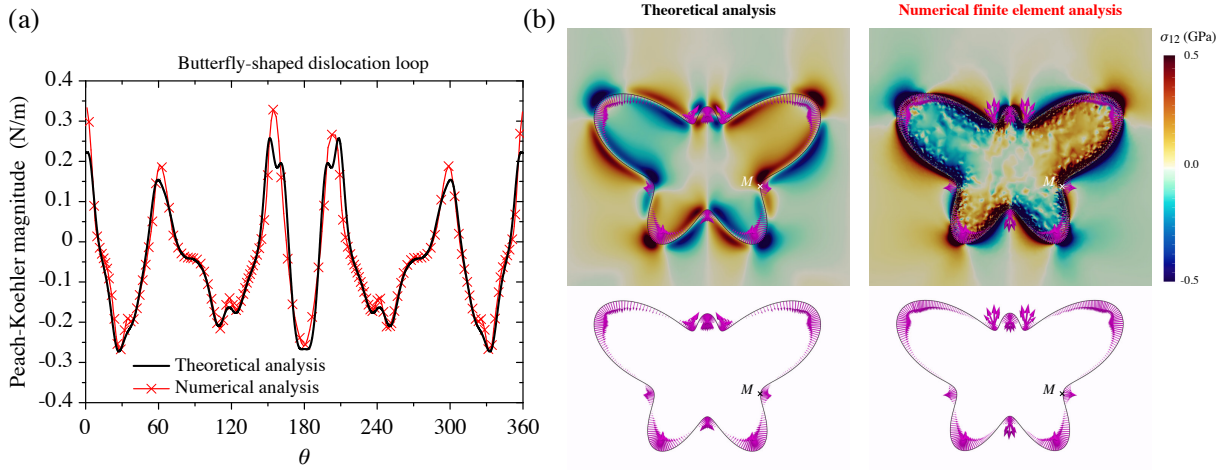 (a)
Butterfly-shaped dislocation loop
Peach-Koehler magnitude (N/m)
0.4
0.3
0.2
0.1
0
-0.1
-0.2
-0.3
-0.4
Theoretical analysis
Numerical analysis
0 60 120 180 240 300 360
θ
(b)
Theoretical analysis
Numerical finite element analysis
σ12 (GPa)
0.5
0.0
-0.5
M
M
M
M